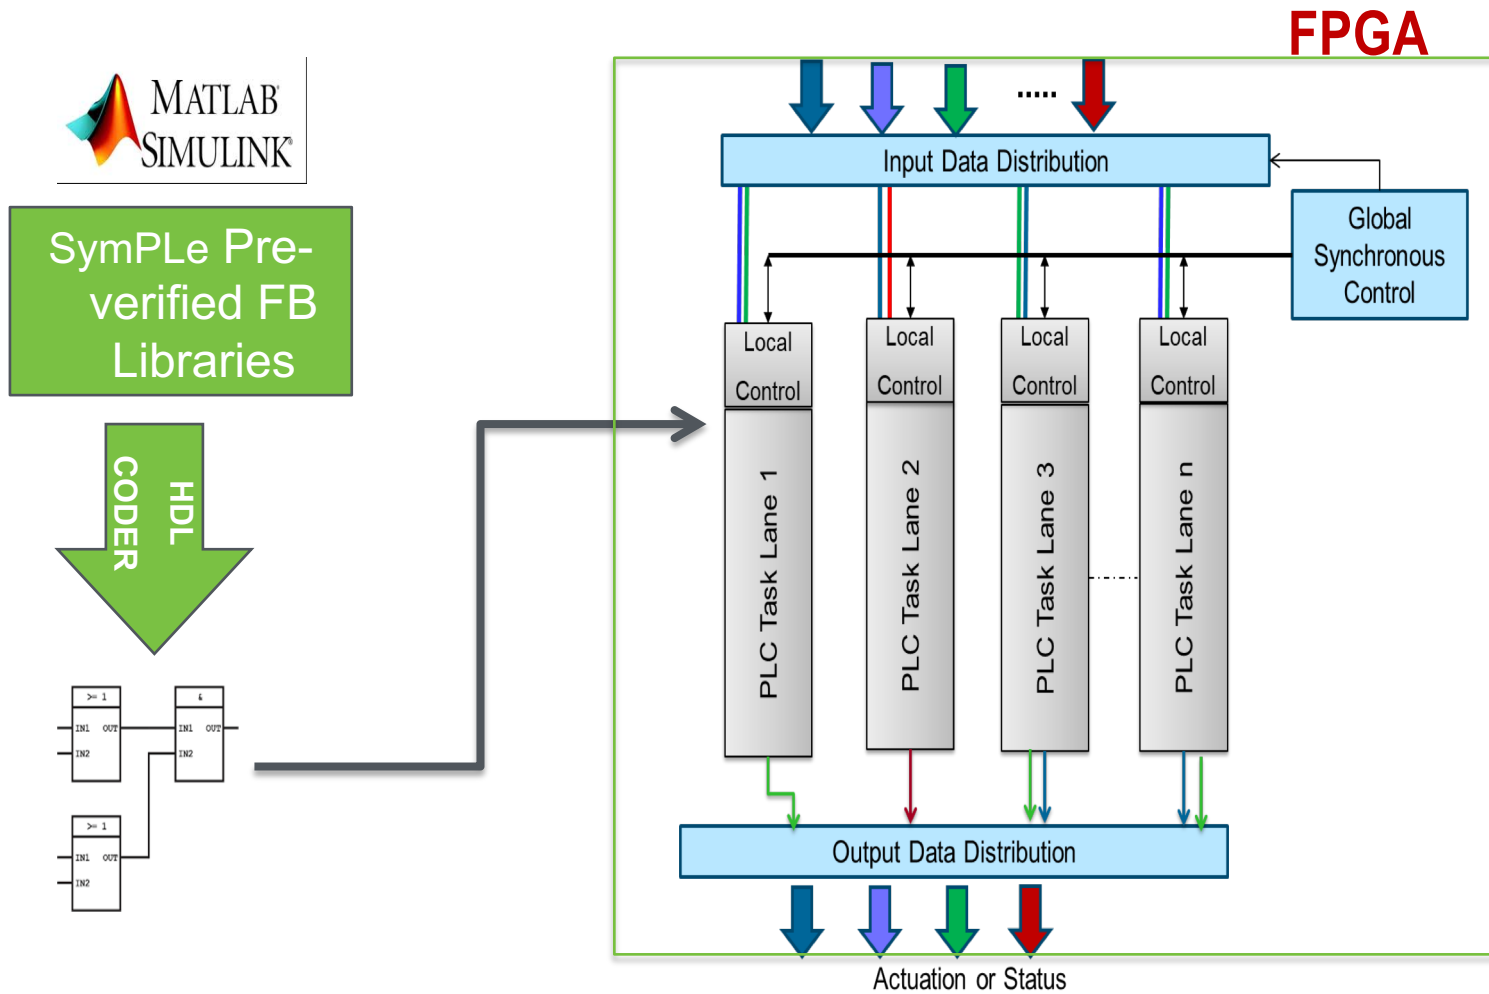 FPGA
MATLAB®
SIMULINK®
SymPLe Pre-
verified FB
Libraries
HDL
CODER
>= 1
IN1 OUT
IN2
&
IN1 OUT
IN2
>= 1
IN1 OUT
IN2
.....
Input Data Distribution
Global
Synchronous
Control
Local
Control
Local
Control
Local
Control
Local
Control
PLC Task Lane 1
PLC Task Lane 2
PLC Task Lane 3
PLC Task Lane n
Output Data Distribution
Actuation or Status